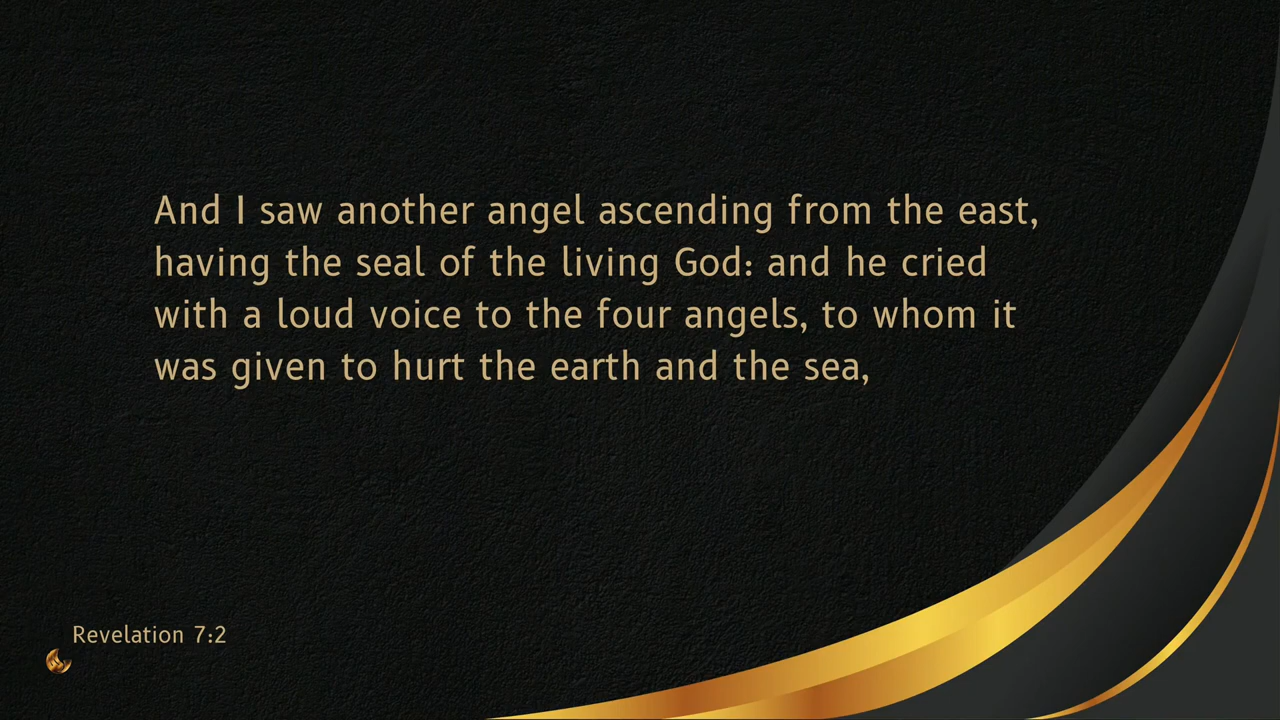 And I saw another angel ascending from the east,
having the seal of the living God: and he cried
with a loud voice to the four angels, to whom it
was given to hurt the earth and the sea,
Revelation 7:2